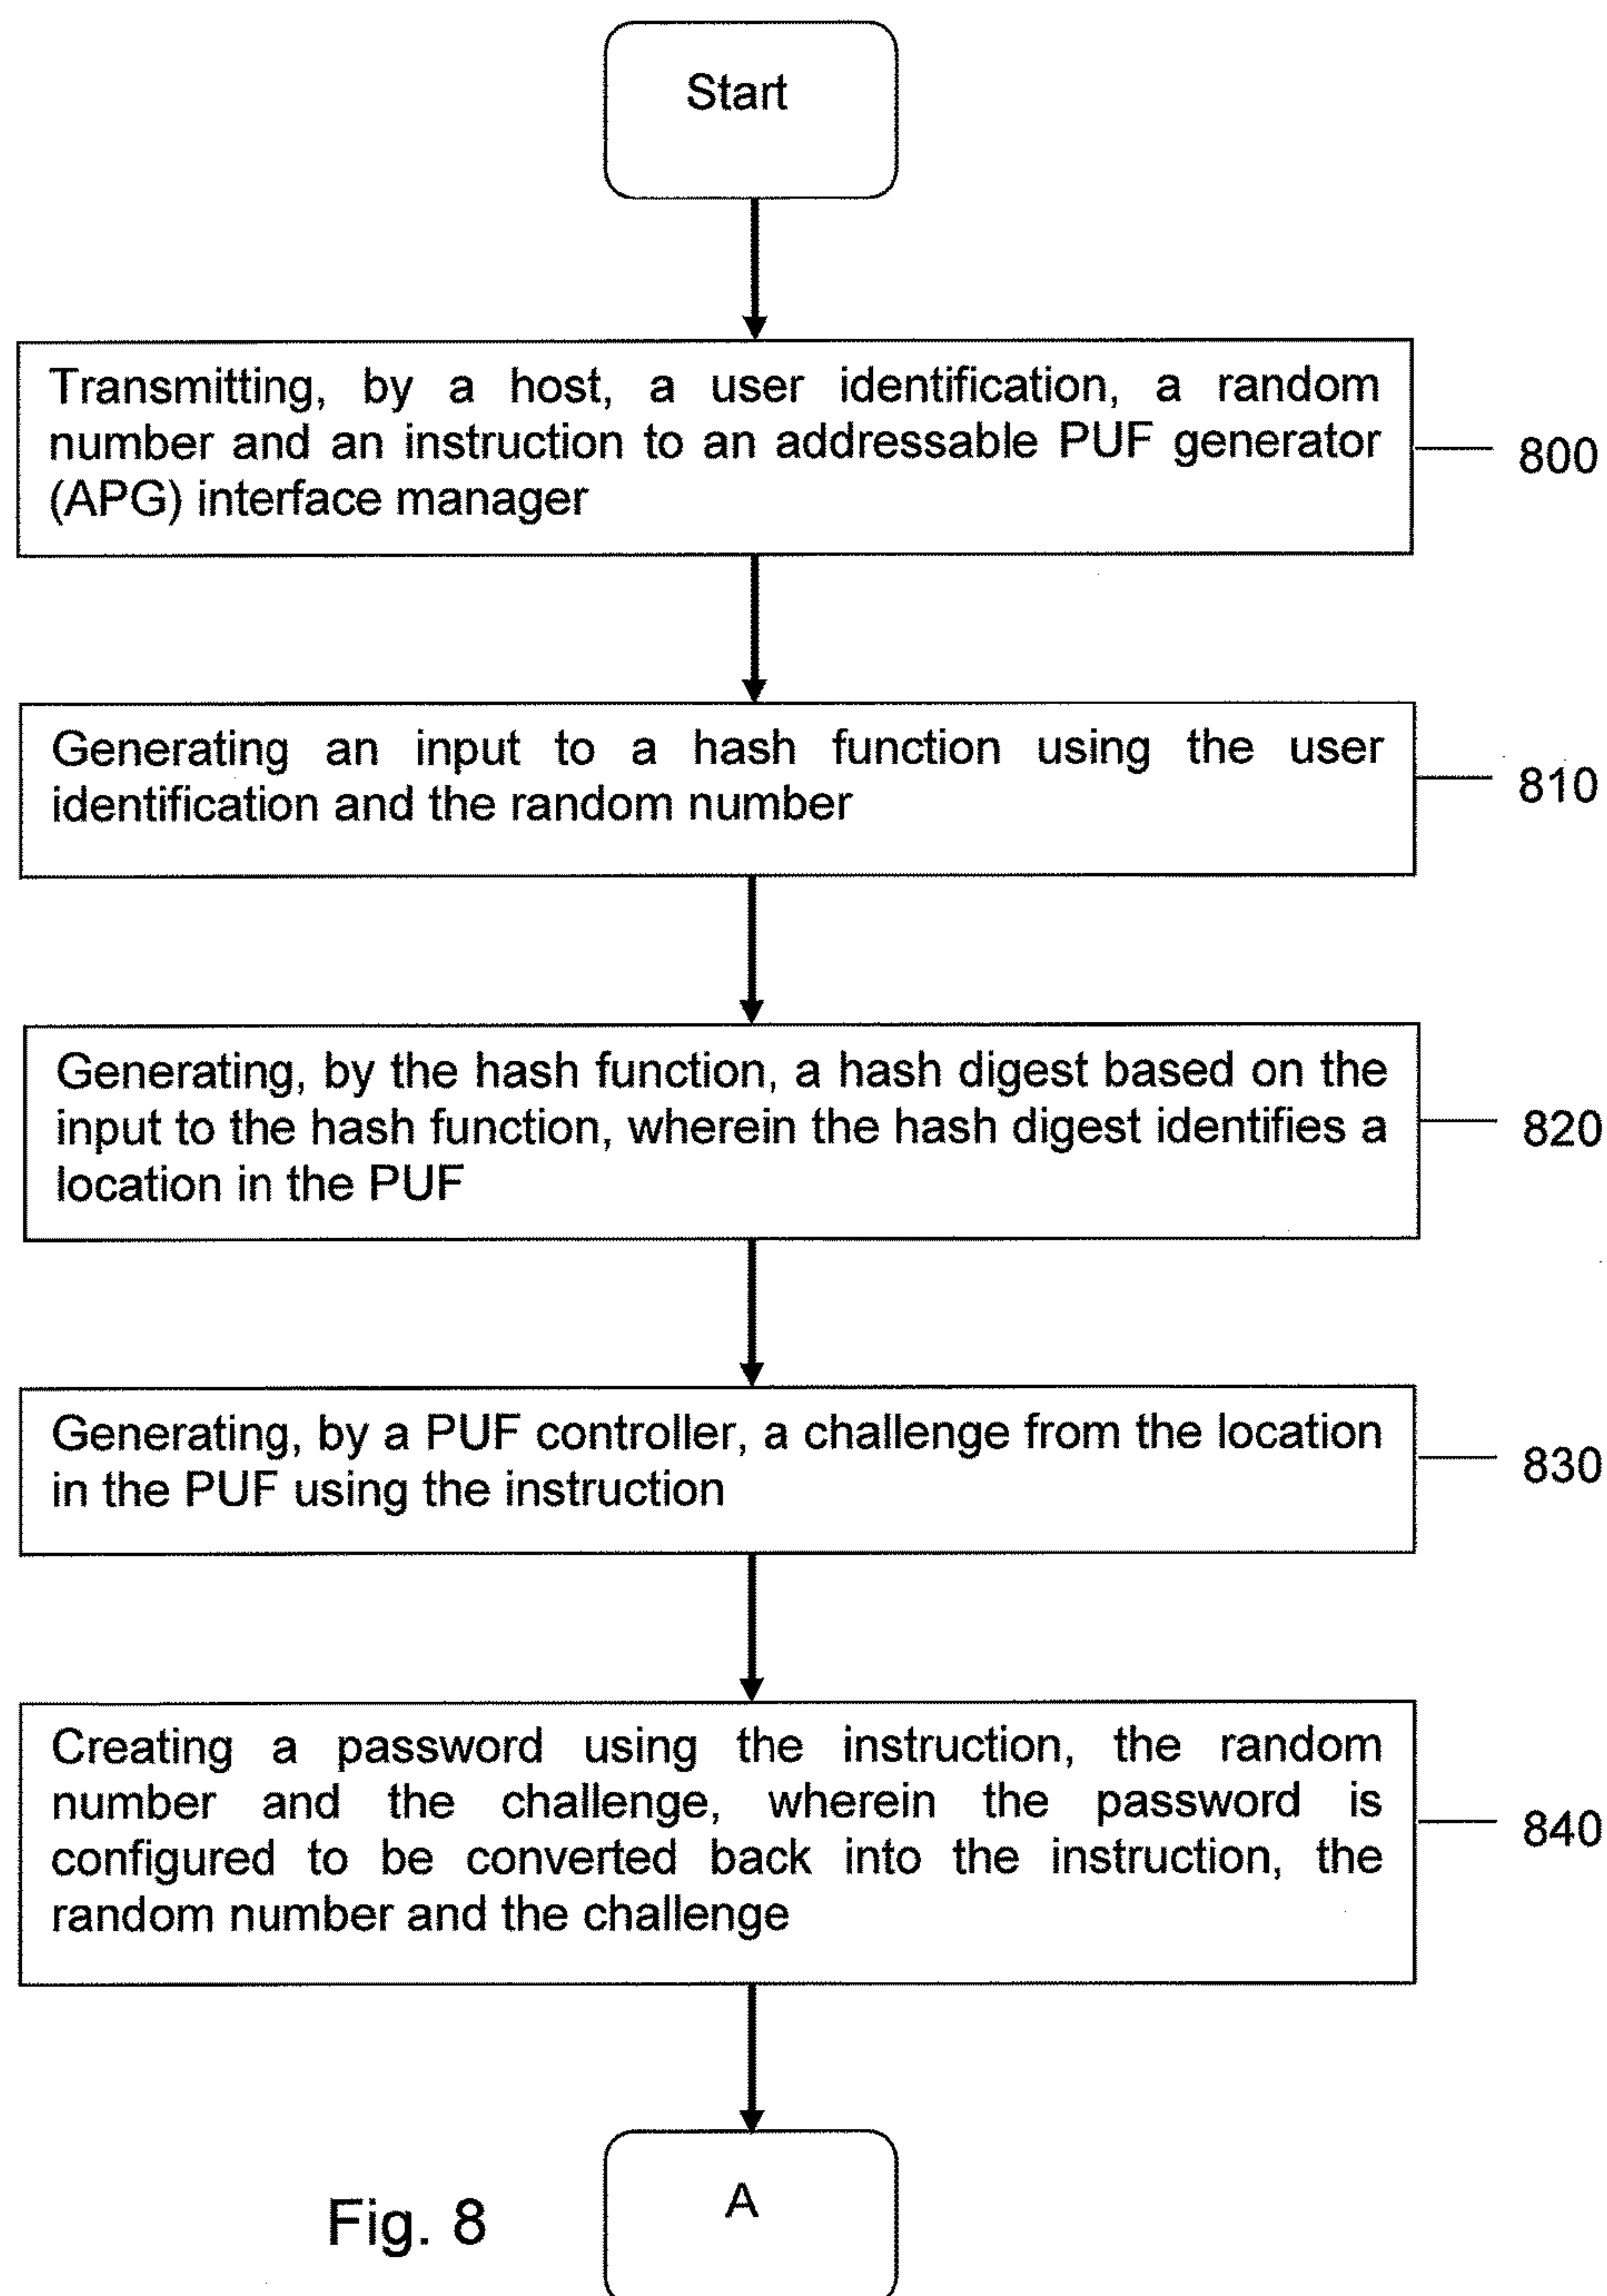 Start
Transmitting, by a host, a user identification, a random
number and an instruction to an addressable PUF generator
(APG) interface manager
800
Generating an input to a hash function using the user
identification and the random number
810
Generating, by the hash function, a hash digest based on the
input to the hash function, wherein the hash digest identifies a
location in the PUF
820
Generating, by a PUF controller, a challenge from the location
in the PUF using the instruction
830
Creating a password using the instruction, the random
number and the challenge, wherein the password is
configured to be converted back into the instruction, the
random number and the challenge
840
A
Fig. 8